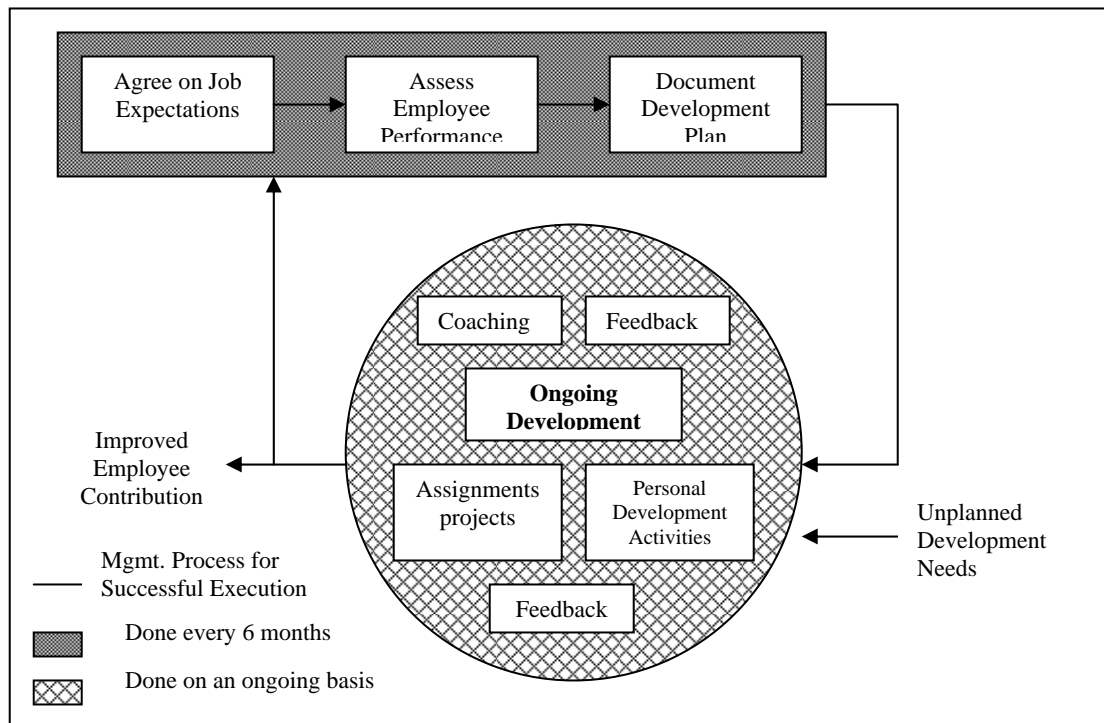 Agree on Job
Expectations
Assess
Employee
Performance
Document
Development
Plan
Coaching
Feedback
Ongoing
Development
Improved
Employee
Contribution
Assignments
projects
Personal
Development
Activities
Unplanned
Development
Needs
Feedback
Mgmt. Process for
Successful Execution
Done every 6 months
Done on an ongoing basis